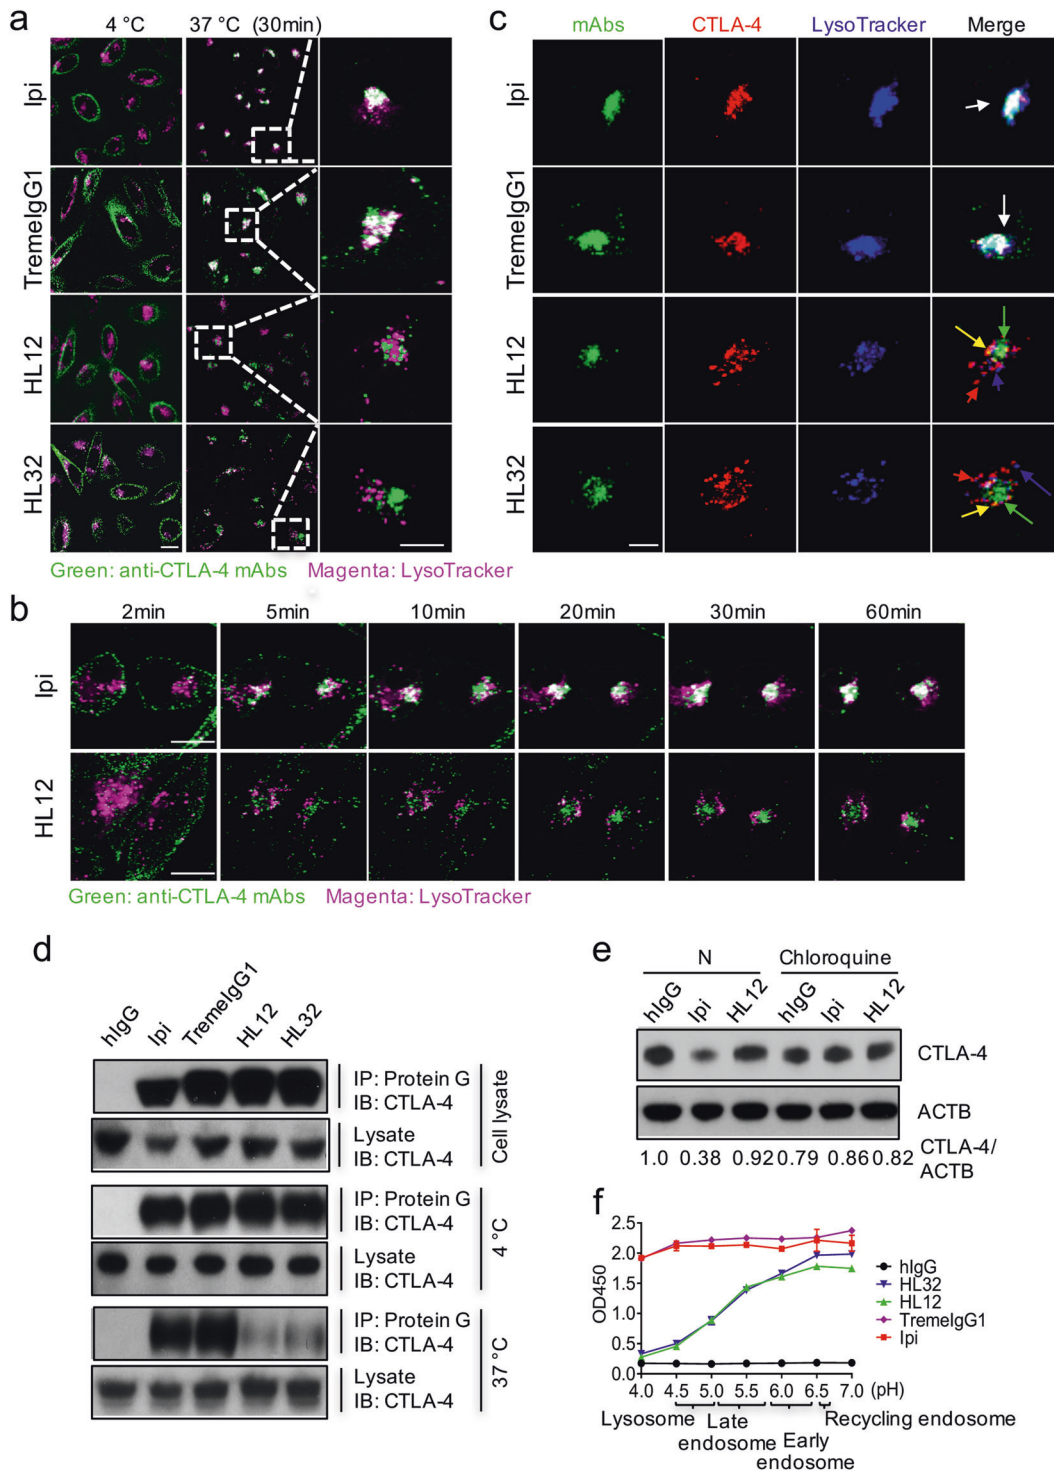 a
4 °C 37 °C (30min)
Ipi
TremeIgG1
HL12
HL32
Green: anti-CTLA-4 mAbs Magenta: LysoTracker
c
mAbs CTLA-4 LysoTracker Merge
Ipi
TremeIgG1
HL12
HL32
b
2min 5min 10min 20min 30min 60min
Ipi
HL12
Green: anti-CTLA-4 mAbs Magenta: LysoTracker
d
hIgG Ipi TremeIgG1 HL12 HL32
IP: Protein G
IB: CTLA-4
Lysate
IB: CTLA-4
Cell lysate
IP: Protein G
IB: CTLA-4
Lysate
IB: CTLA-4
4 °C
IP: Protein G
IB: CTLA-4
Lysate
IB: CTLA-4
37 °C
e
N Chloroquine
hIgG Ipi HL12 hIgG Ipi HL12
CTLA-4
ACTB
1.0 0.38 0.92 0.79 0.86 0.82 CTLA-4/
ACTB
f
2.5
2.0
1.5
1.0
0.5
0.0
OD450
hIgG
HL32
HL12
TremeIgG1
Ipi
4.0 4.5 5.0 5.5 6.0 6.5 7.0 (pH)
Lysosome Late endosome Early endosome Recycling endosome